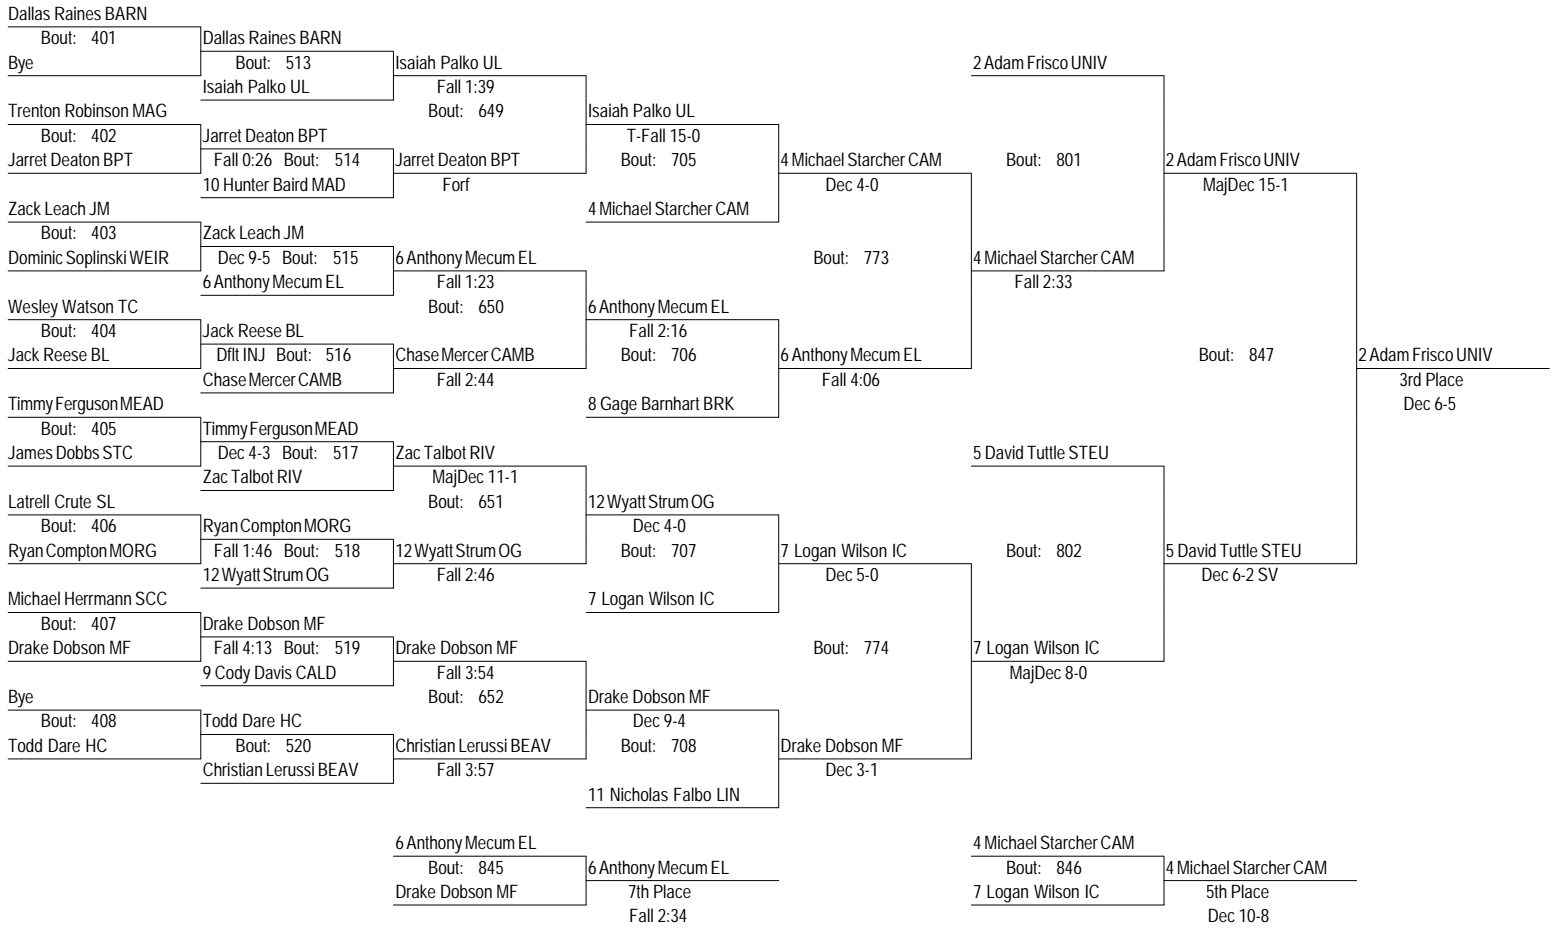 Dallas Raines BARN
Bout: 401
Bye
Dallas Raines BARN
Bout: 513
Isaiah Palko UL
Isaiah Palko UL
Fall 1:39
Bout: 649
Trenton Robinson MAG
Bout: 402
Jarret Deaton BPT
Jarret Deaton BPT
Fall 0:26 Bout: 514
10 Hunter Baird MAD
Jarret Deaton BPT
Forf
Isaiah Palko UL
T-Fall 15-0
Bout: 705
4 Michael Starcher CAM
4 Michael Starcher CAM
Dec 4-0
Zack Leach JM
Bout: 403
Dominic Soplinski WEIR
Zack Leach JM
Dec 9-5 Bout: 515
6 Anthony Mecum EL
6 Anthony Mecum EL
Fall 1:23
Bout: 650
Wesley Watson TC
Bout: 404
Jack Reese BL
Jack Reese BL
Dflt INJ Bout: 516
Chase Mercer CAMB
Chase Mercer CAMB
Fall 2:44
6 Anthony Mecum EL
Fall 2:16
Bout: 706
8 Gage Barnhart BRK
6 Anthony Mecum EL
Fall 4:06
Bout: 773
2 Adam Frisco UNIV
Bout: 801
4 Michael Starcher CAM
Fall 2:33
2 Adam Frisco UNIV
MajDec 15-1
Timmy Ferguson MEAD
Bout: 405
James Dobbs STC
Timmy Ferguson MEAD
Dec 4-3 Bout: 517
Zac Talbot RIV
Zac Talbot RIV
MajDec 11-1
Bout: 651
Latrell Crute SL
Bout: 406
Ryan Compton MORG
Ryan Compton MORG
Fall 1:46 Bout: 518
12 Wyatt Strum OG
12 Wyatt Strum OG
Fall 2:46
12 Wyatt Strum OG
Dec 4-0
Bout: 707
7 Logan Wilson IC
7 Logan Wilson IC
Dec 5-0
Michael Herrmann SCC
Bout: 407
Drake Dobson MF
Drake Dobson MF
Fall 4:13 Bout: 519
9 Cody Davis CALD
Drake Dobson MF
Fall 3:54
Bout: 652
Bye
Bout: 408
Todd Dare HC
Todd Dare HC
Bout: 520
Christian Lerussi BEAV
Christian Lerussi BEAV
Fall 3:57
Drake Dobson MF
Dec 9-4
Bout: 708
11 Nicholas Falbo LIN
Drake Dobson MF
Dec 3-1
Bout: 774
5 David Tuttle STEU
Bout: 802
7 Logan Wilson IC
MajDec 8-0
5 David Tuttle STEU
Dec 6-2 SV
Bout: 847
2 Adam Frisco UNIV
3rd Place
Dec 6-5
6 Anthony Mecum EL
Bout: 845
Drake Dobson MF
6 Anthony Mecum EL
7th Place
Fall 2:34
4 Michael Starcher CAM
Bout: 846
7 Logan Wilson IC
4 Michael Starcher CAM
5th Place
Dec 10-8